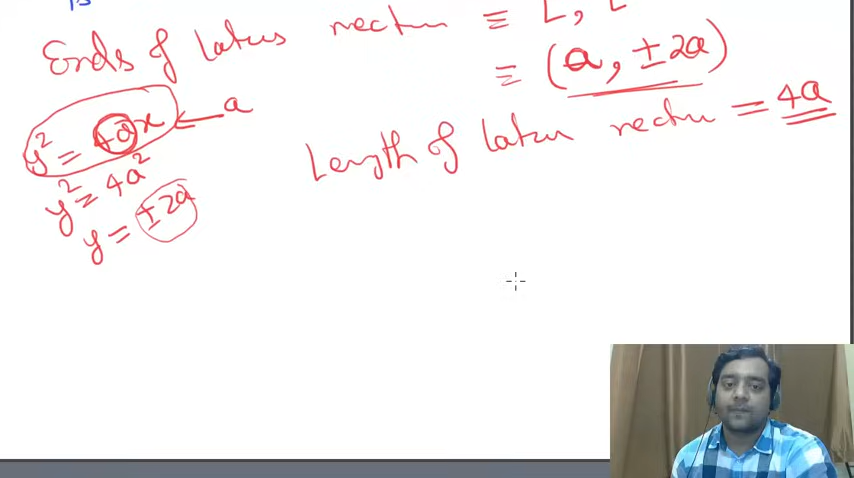 Ends of latus rectum ≡ L, L
≡ (a, ±2a)
y² = 4ax ← a
y² = 4a²
y = ±2a
Length of latus rectum = 4a